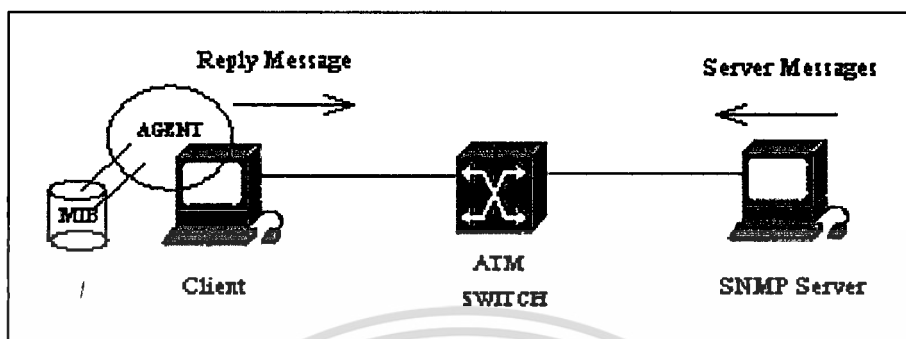 Reply Message
Server Messages
AGENT
MIB
Client
ATM
SWITCH
SNMP Server